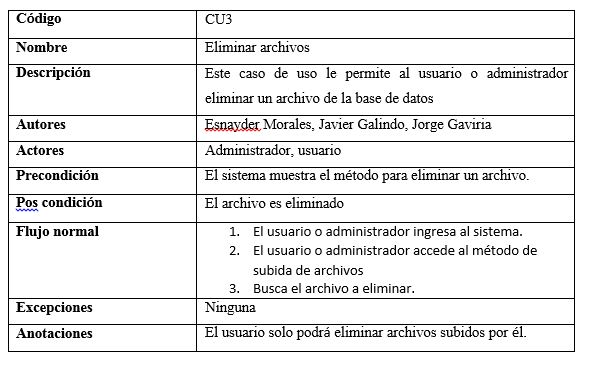 Código CU3
Nombre Eliminar archivos
Descripción Este caso de uso le permite al usuario o administrador
eliminar un archivo de la base de datos
Autores Esnayder Morales, Javier Galindo, Jorge Gaviria
Actores Administrador, usuario
Precondición El sistema muestra el método para eliminar un archivo.
Pos condición El archivo es eliminado
Flujo normal 1. El usuario o administrador ingresa al sistema.
2. El usuario o administrador accede al método de
subida de archivos
3. Busca el archivo a eliminar.
Excepciones Ninguna
Anotaciones El usuario solo podrá eliminar archivos subidos por él.